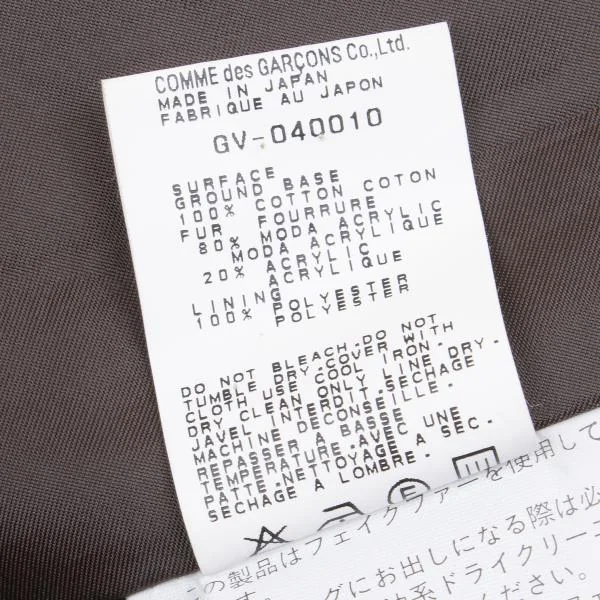 COMME des GARÇONS Co.,Ltd.
MADE IN JAPAN
FABRIQUE AU JAPON
GV-040010
SURFACE
GROUND BASE
100% COTTON COTON
FUR FOURRURE
80% MODA ACRYLIC
MODA ACRYLIQUE
20% ACRYLIC
ACRYLIQUE
LINING
100% POLYESTER
POLYESTER
DO NOT BLEACH.DO NOT
TUMBLE DRY.COVER WITH
CLOTH USE COOL IRON.
DRY CLEAN ONLY LINE DRY.
JAVEL INTERDIT.SECHAGE
MACHINE DECONSEILLE.
REPASSER A BASSE
TEMPERATURE.AVEC UNE
PATTE.NETTOYAGE A SEC.
SECHAGE A LOMBRE.
この製品はフェイクファーを使用して
グにお出しになる際は必
系ドライクリーニ
ください。